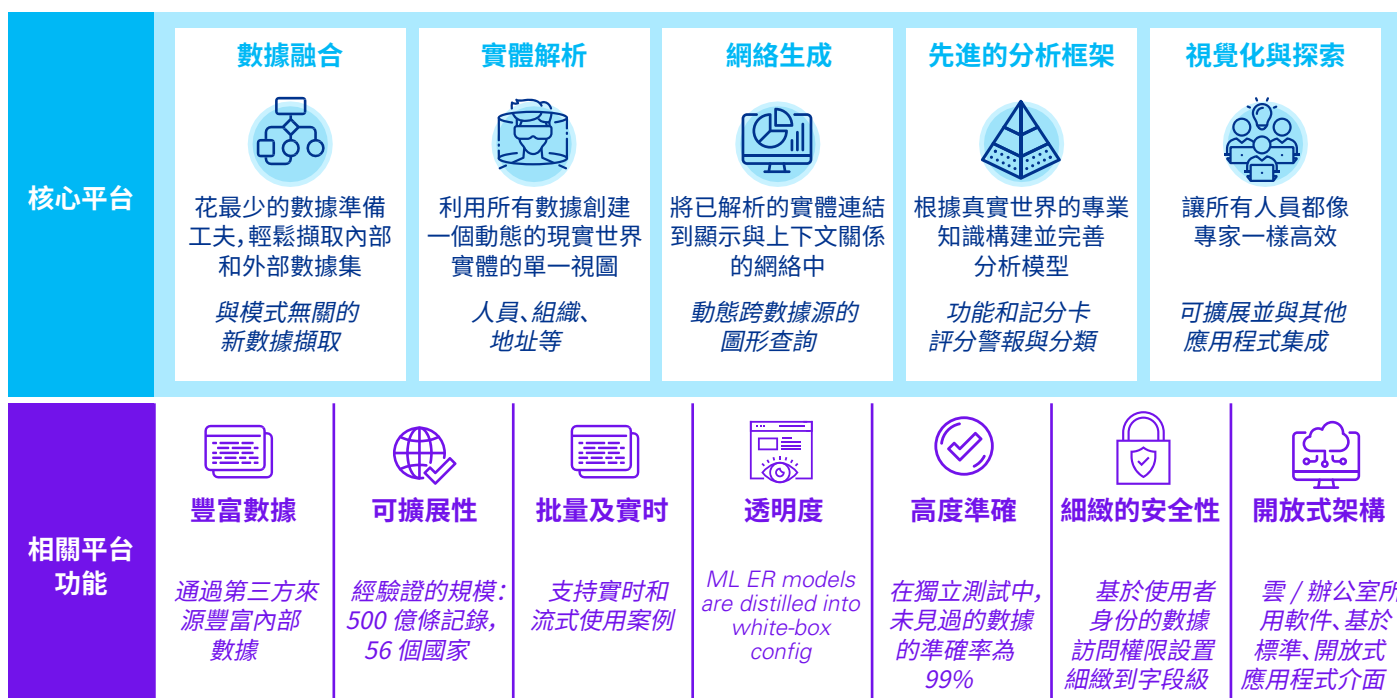 核心平台
數據融合
花最少的數據準備
工夫,輕鬆擷取內部
和外部數據集
與模式無關的
新數據擷取
實體解析
利用所有數據創建
一個動態的現實世界
實體的單一視圖
人員、組織、
地址等
網絡生成
將已解析的實體連結
到顯示與上下文關係
的網絡中
動態跨數據源的
圖形查詢
先進的分析框架
根據真實世界的專業
知識構建並完善
分析模型
功能和記分卡
評分警報與分類
視覺化與探索
讓所有人員都像
專家一樣高效
可擴展並與其他
應用程式集成
相關平台
功能
豐富數據
通過第三方來
源豐富內部
數據
可擴展性
經驗證的規模：
500 億條記錄，
56 個國家
批量及實時
支持實時和
流式使用案例
透明度
ML ER models
are distilled into
white-box
config
高度準確
在獨立測試中，
未見過的數據
的準確率為
99%
細緻的安全性
基於使用者
身份的數據
訪問權限設置
細緻到字段級
開放式架構
雲 / 辦公室所
用軟件、基於
標準、開放式
應用程式介面